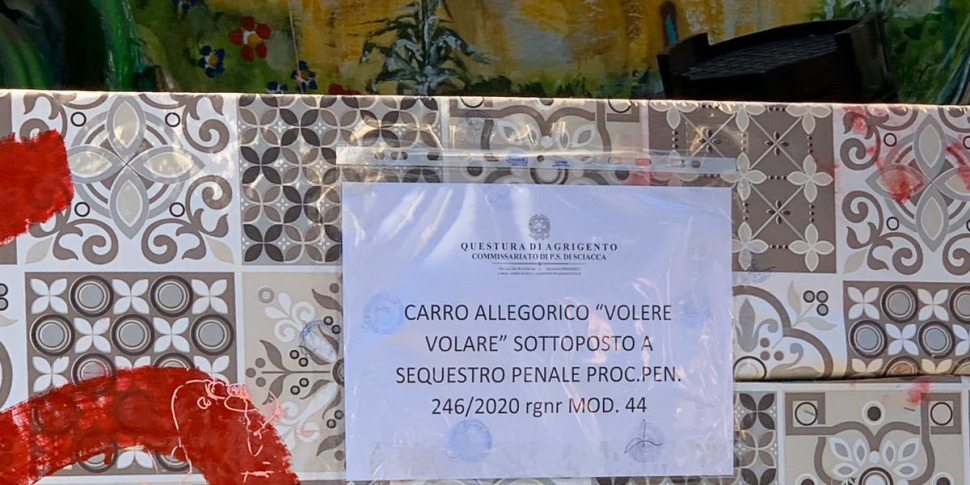 QUESTURA DI AGRIGENTO
COMMISSARIATO DI P.S. DI SCIACCA
CARRO ALLEGORICO “VOLERE
VOLARE” SOTTOPOSTO A
SEQUESTRO PENALE PROC.PEN.
246/2020 rgnr MOD. 44